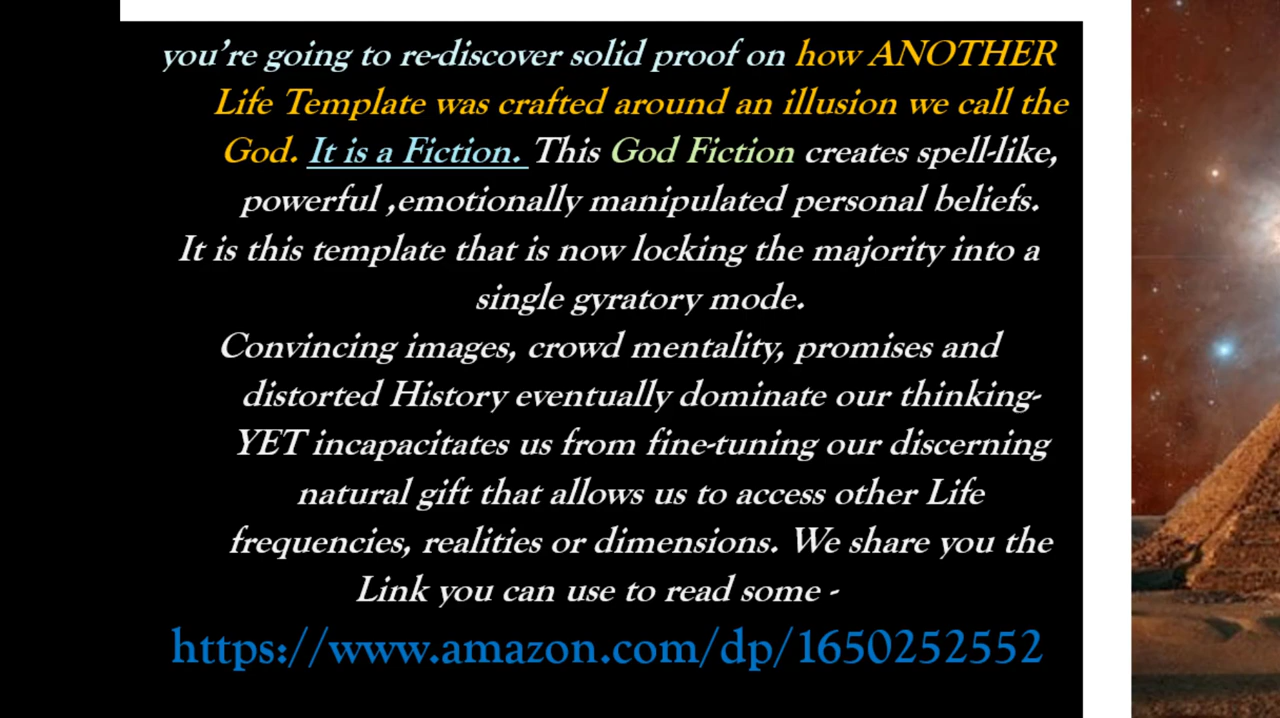 you're going to re-discover solid proof on how ANOTHER
Life Template was crafted around an illusion we call the
God. It is a Fiction. This God Fiction creates spell-like,
powerful ,emotionally manipulated personal beliefs.
It is this template that is now locking the majority into a
single gyratory mode.
Convincing images, crowd mentality, promises and
distorted History eventually dominate our thinking-
YET incapacitates us from fine-tuning our discerning
natural gift that allows us to access other Life
frequencies, realities or dimensions. We share you the
Link you can use to read some -
https://www.amazon.com/dp/1650252552